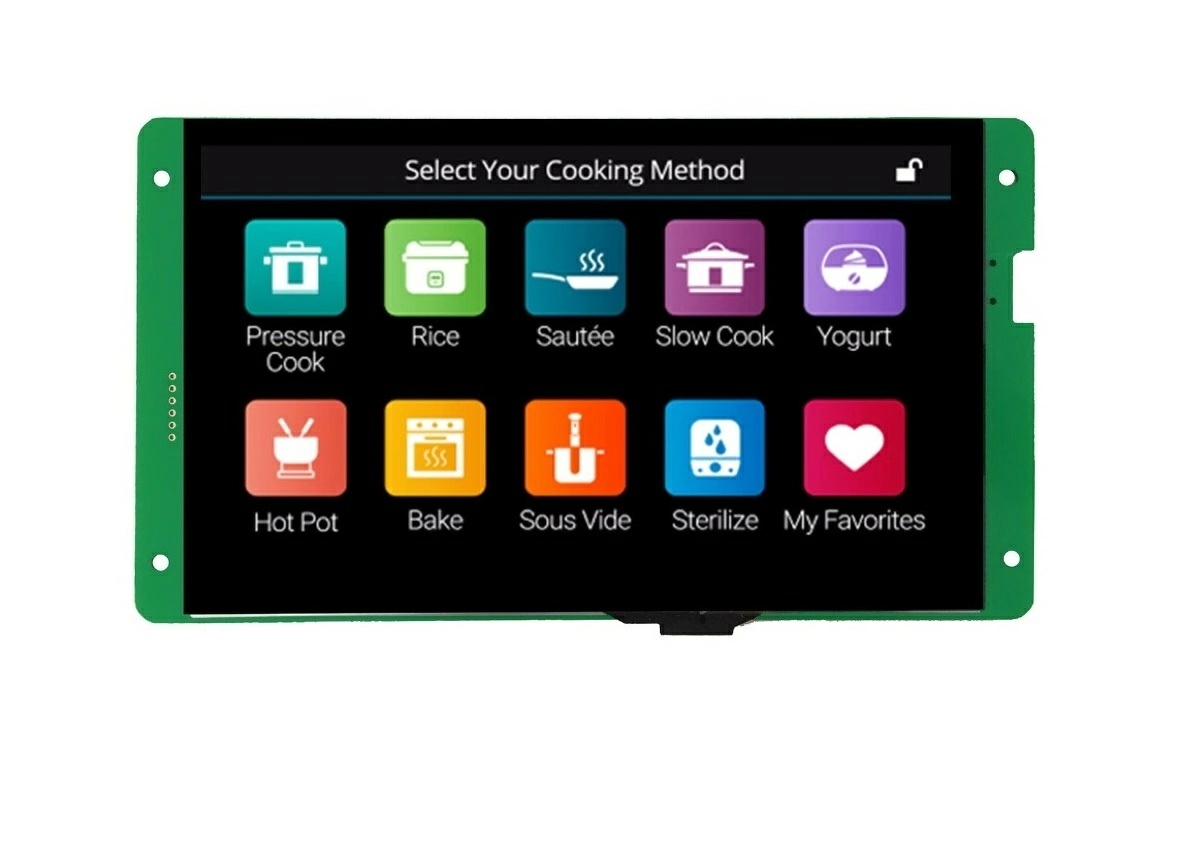 Select Your Cooking Method
Pressure
Cook
Rice
Sautée
Slow Cook
Yogurt
Hot Pot
Bake
Sous Vide
Sterilize
My Favorites